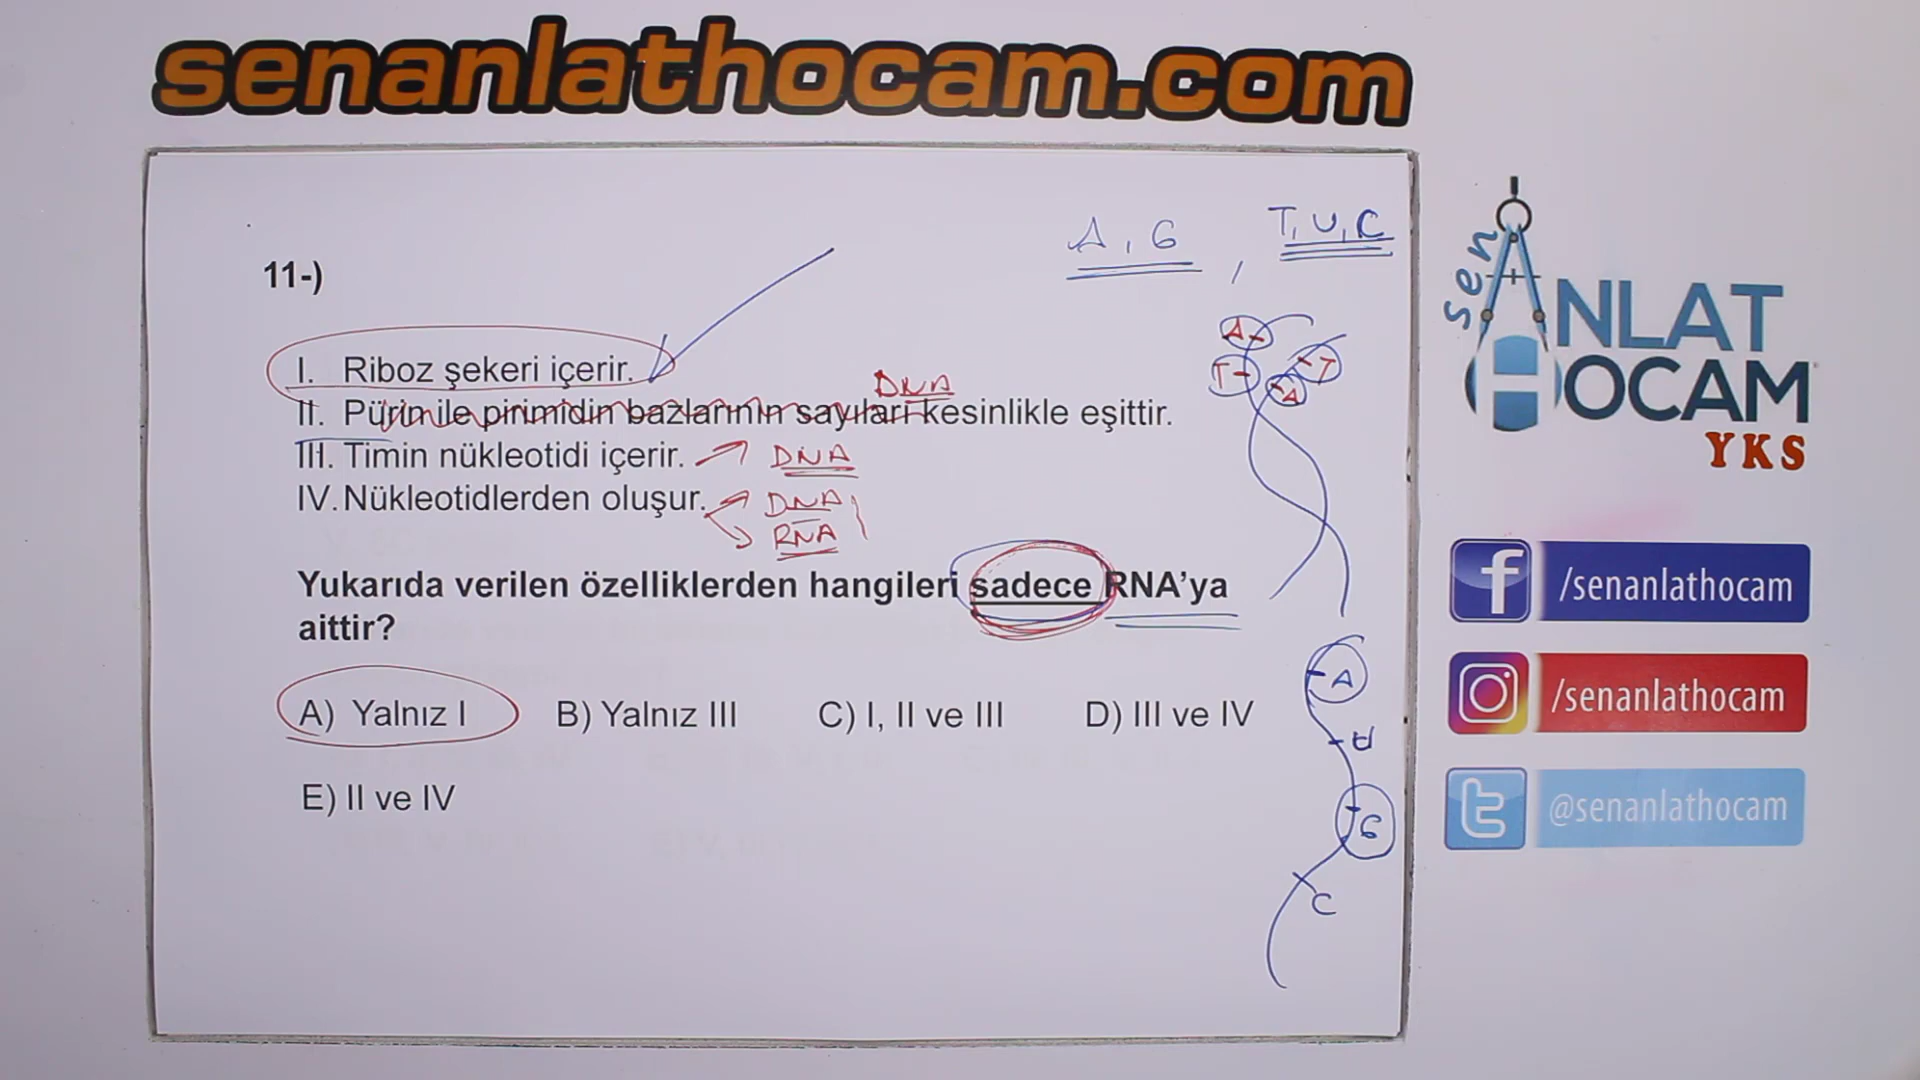 senanlathocam.com
A, G , T, U, C
11-)
I. Riboz şekeri içerir.
DNA
II. Pürin ile pirimidin bazlarının sayıları kesinlikle eşittir.
III. Timin nükleotidi içerir. DNA
IV. Nükleotidlerden oluşur. DNA
RNA
Yukarıda verilen özelliklerden hangileri sadece RNA'ya
aittir?
A) Yalnız I B) Yalnız III C) I, II ve III D) III ve IV
E) II ve IV
A
T
T
A
A
U
G
C
sen
ANLAT
HOCAM
YKS
f /senanlathocam
/senanlathocam
t @senanlathocam